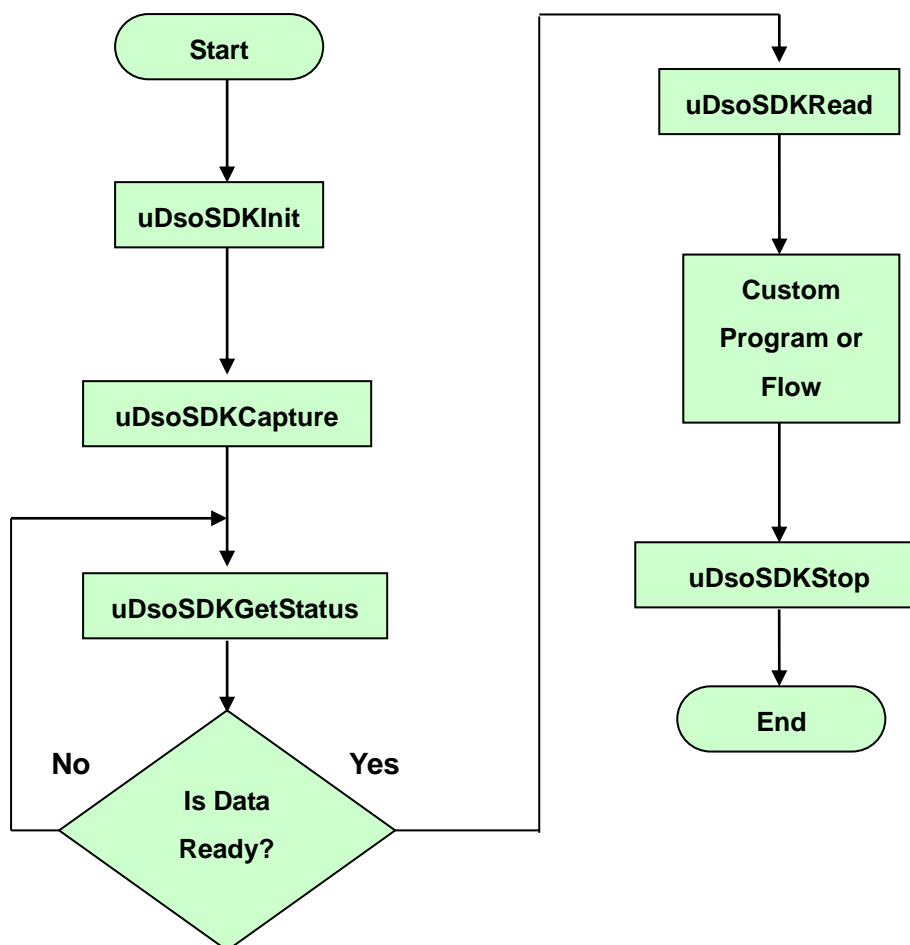 Start
uDsoSDKInit
uDsoSDKCapture
uDsoSDKGetStatus
No
Yes
Is Data
Ready?
uDsoSDKRead
Custom
Program or
Flow
uDsoSDKStop
End